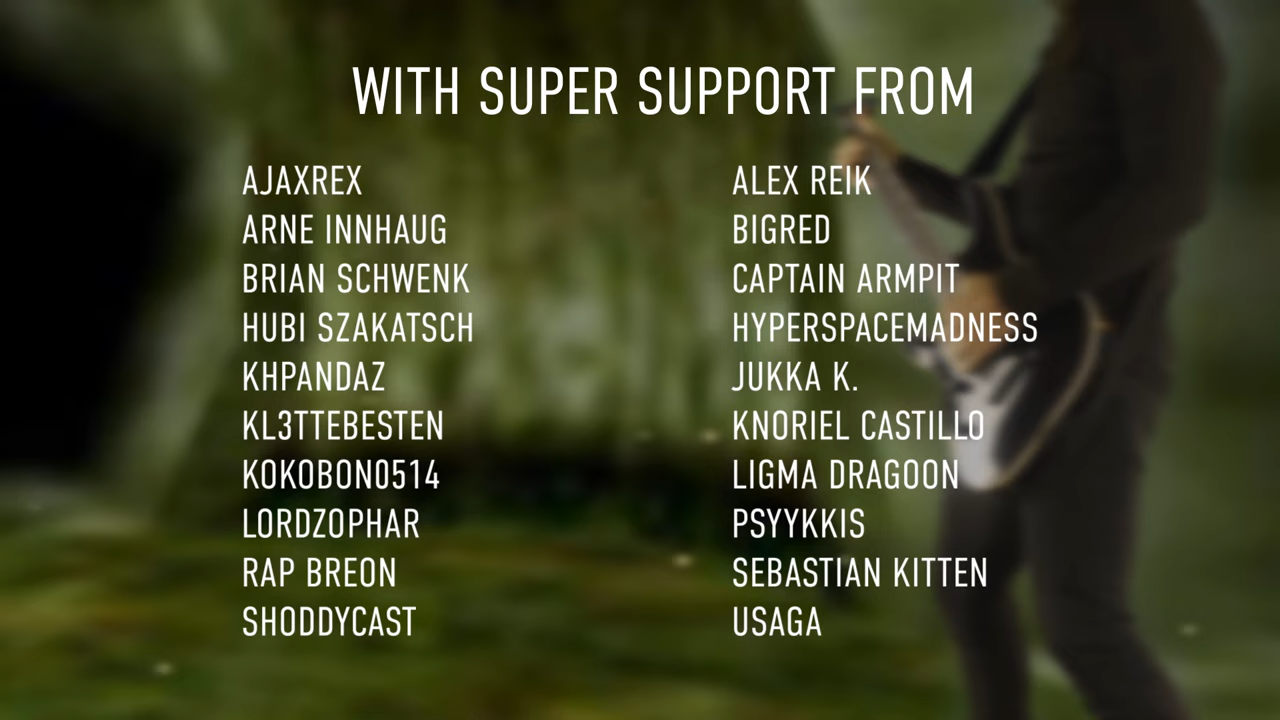 WITH SUPER SUPPORT FROM
AJAXREX
ARNE INNHAUG
BRIAN SCHWENK
HUBI SZAKATSCH
KHPANDAZ
KL3TTEBESTEN
KOKOBON0514
LORDZOPHAR
RAP BREON
SHODDYCAST
ALEX REIK
BIGRED
CAPTAIN ARMPIT
HYPERSPACEMADNESS
JUKKA K.
KNORIEL CASTILLO
LIGMA DRAGOON
PSYYKKIS
SEBASTIAN KITTEN
USAGA